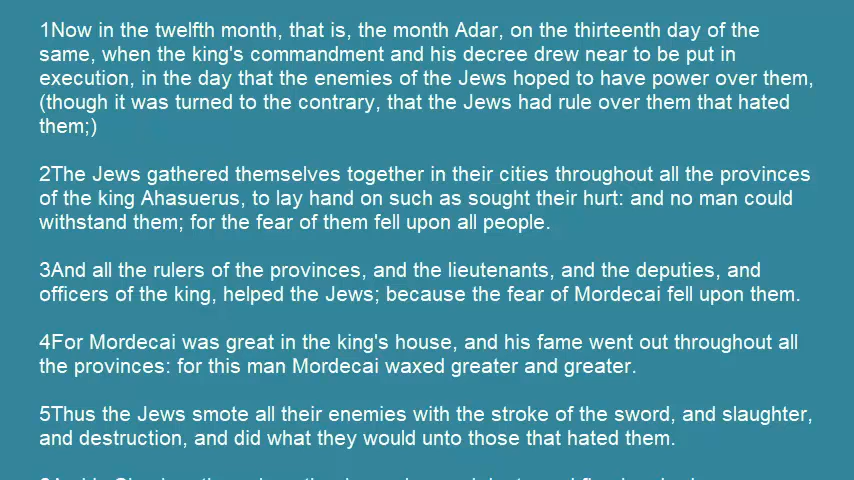 1Now in the twelfth month, that is, the month Adar, on the thirteenth day of the
same, when the king's commandment and his decree drew near to be put in
execution, in the day that the enemies of the Jews hoped to have power over them,
(though it was turned to the contrary, that the Jews had rule over them that hated
them;)
2The Jews gathered themselves together in their cities throughout all the provinces
of the king Ahasuerus, to lay hand on such as sought their hurt: and no man could
withstand them; for the fear of them fell upon all people.
3And all the rulers of the provinces, and the lieutenants, and the deputies, and
officers of the king, helped the Jews; because the fear of Mordecai fell upon them.
4For Mordecai was great in the king's house, and his fame went out throughout all
the provinces: for this man Mordecai waxed greater and greater.
5Thus the Jews smote all their enemies with the stroke of the sword, and slaughter,
and destruction, and did what they would unto those that hated them.